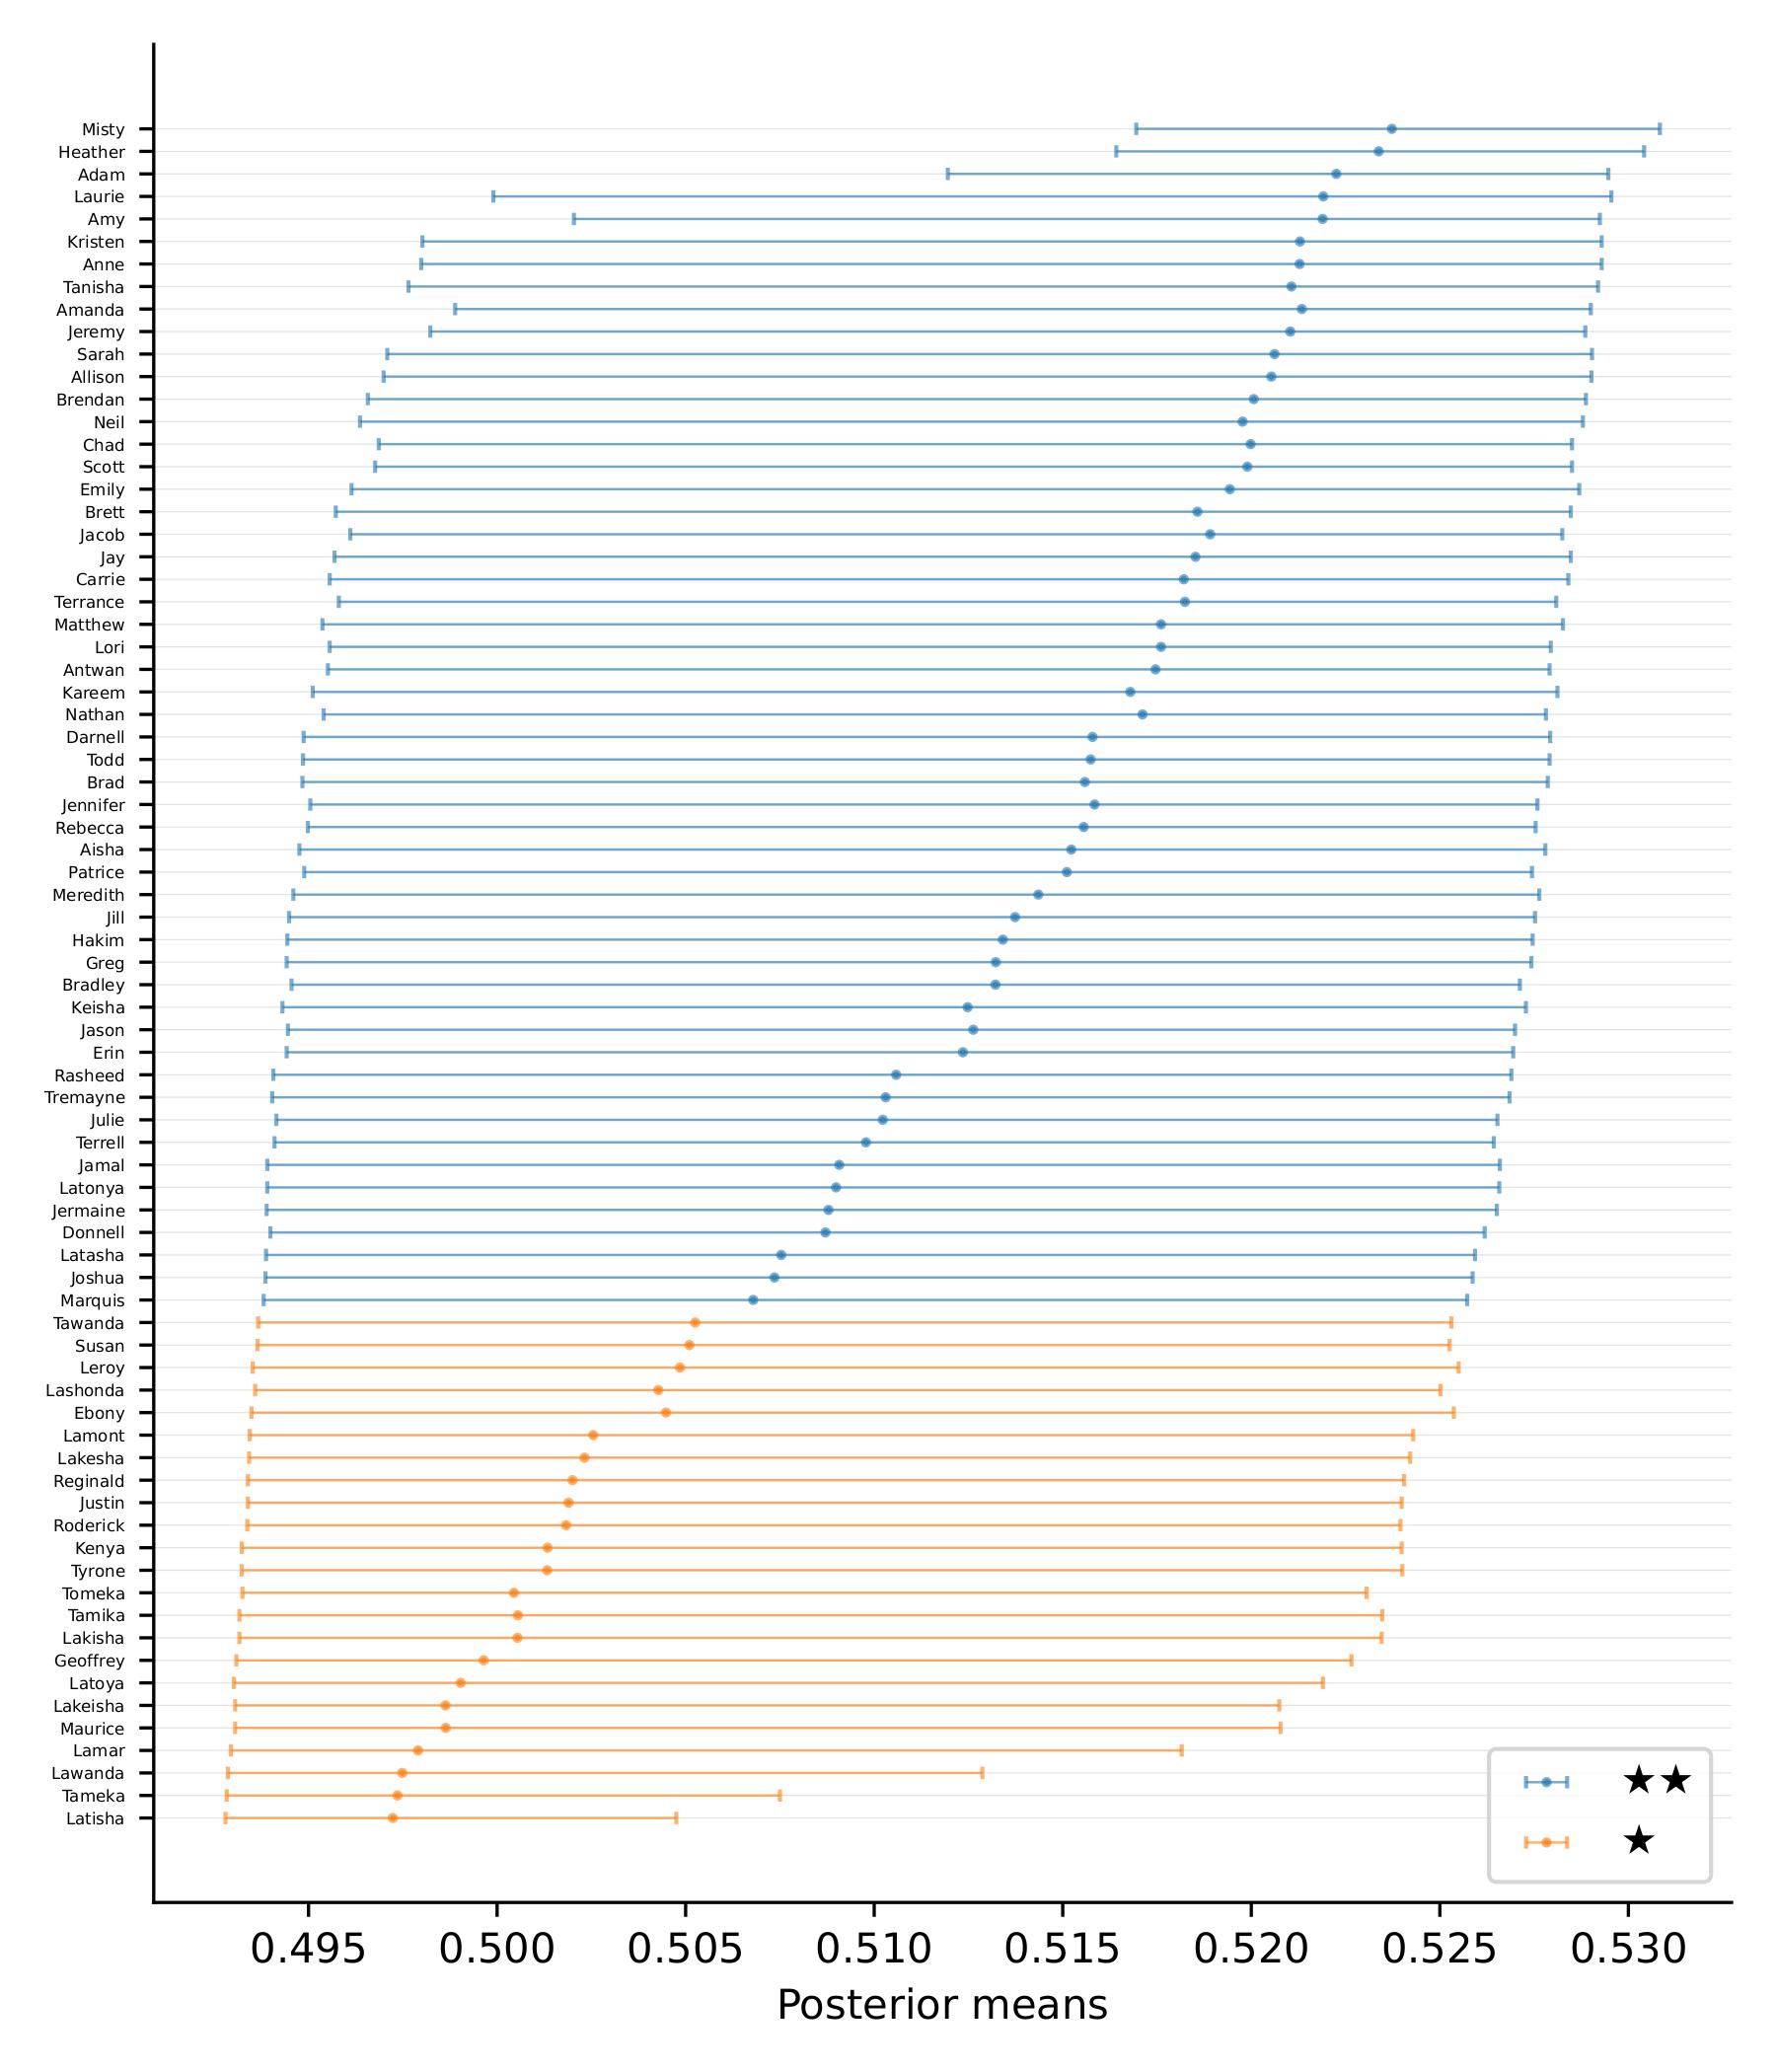 Misty
Heather
Adam
Laurie
Amy
Kristen
Anne
Tanisha
Amanda
Jeremy
Sarah
Allison
Brendan
Neil
Chad
Scott
Emily
Brett
Jacob
Jay
Carrie
Terrance
Matthew
Lori
Antwan
Kareem
Nathan
Darnell
Todd
Brad
Jennifer
Rebecca
Aisha
Patrice
Meredith
Jill
Hakim
Greg
Bradley
Keisha
Jason
Erin
Rasheed
Tremayne
Julie
Terrell
Jamal
Latonya
Jermaine
Donnell
Latasha
Joshua
Marquis
Tawanda
Susan
Leroy
Lashonda
Ebony
Lamont
Lakesha
Reginald
Justin
Roderick
Kenya
Tyrone
Tomeka
Tamika
Lakisha
Geoffrey
Latoya
Lakeisha
Maurice
Lamar
Lawanda
Tameka
Latisha
★★
★
0.495 0.500 0.505 0.510 0.515 0.520 0.525 0.530
Posterior means